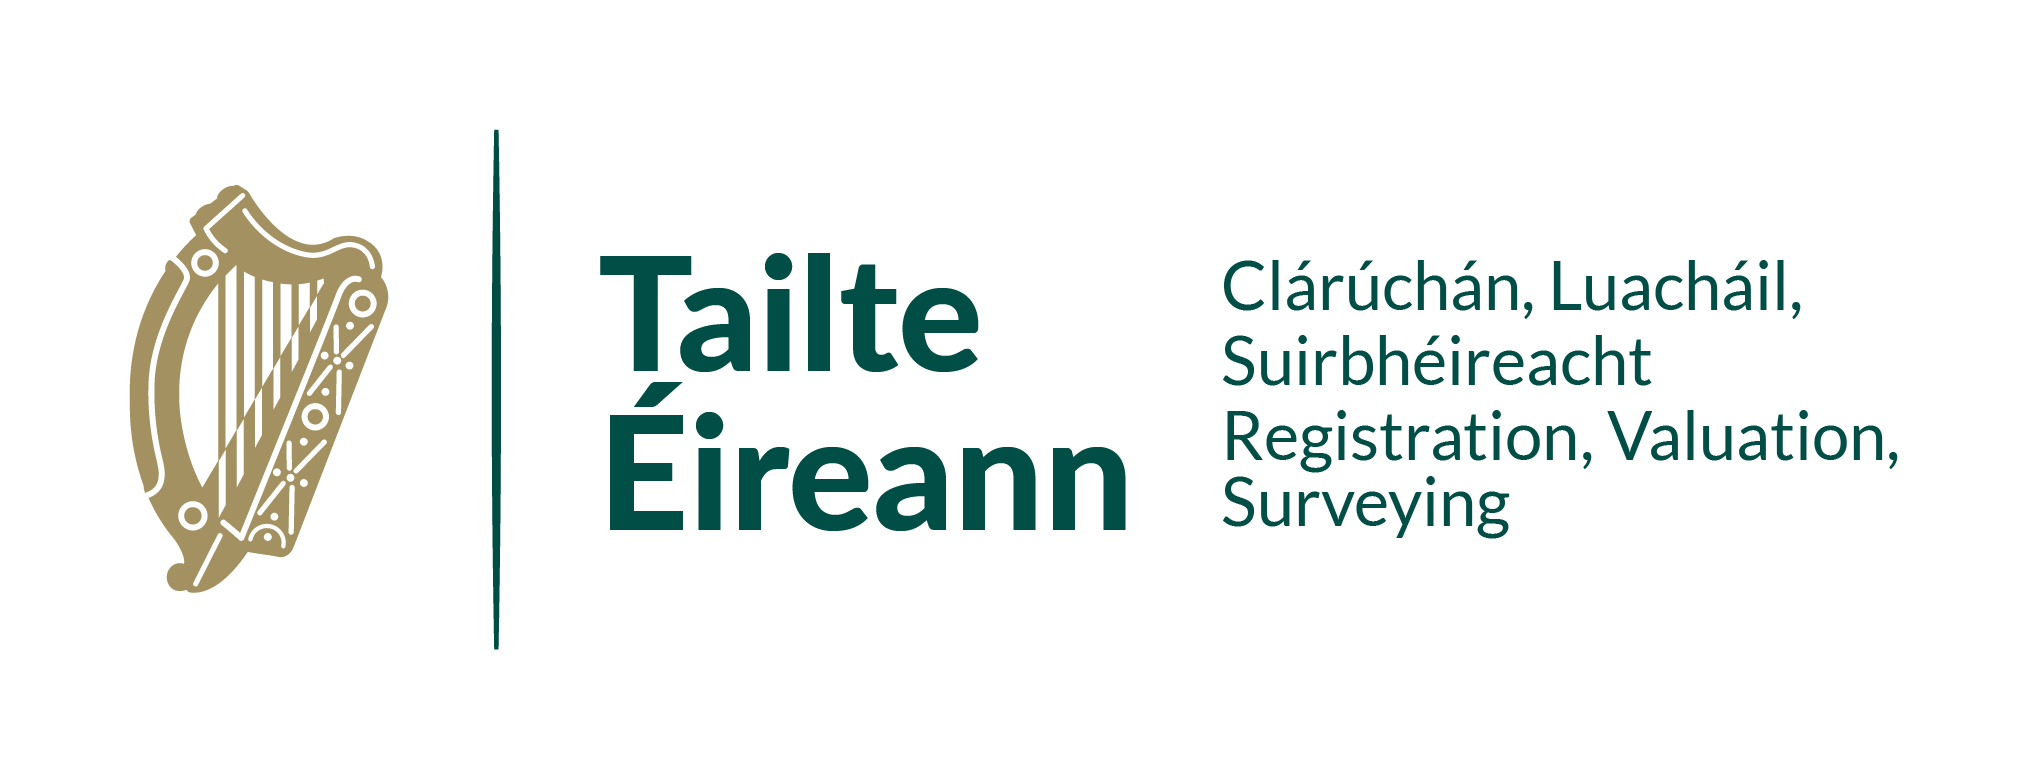 Tailte
Éireann
Clárúchán, Luacháil,
Suirbhéireacht
Registration, Valuation,
Surveying